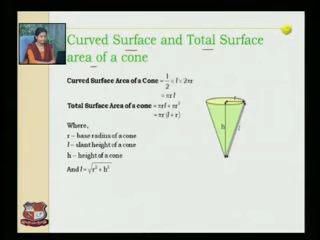 Curved Surface and Total Surface
area of a cone
Curved Surface Area of a Cone = 1/2 × l × 2πr
= πr l
Total Surface Area of a cone = πrl + πr²
= πr (l + r)
Where,
r – base radius of a cone
l – slant height of a cone
h – height of a cone
And l = √r² + h²
r
h
l